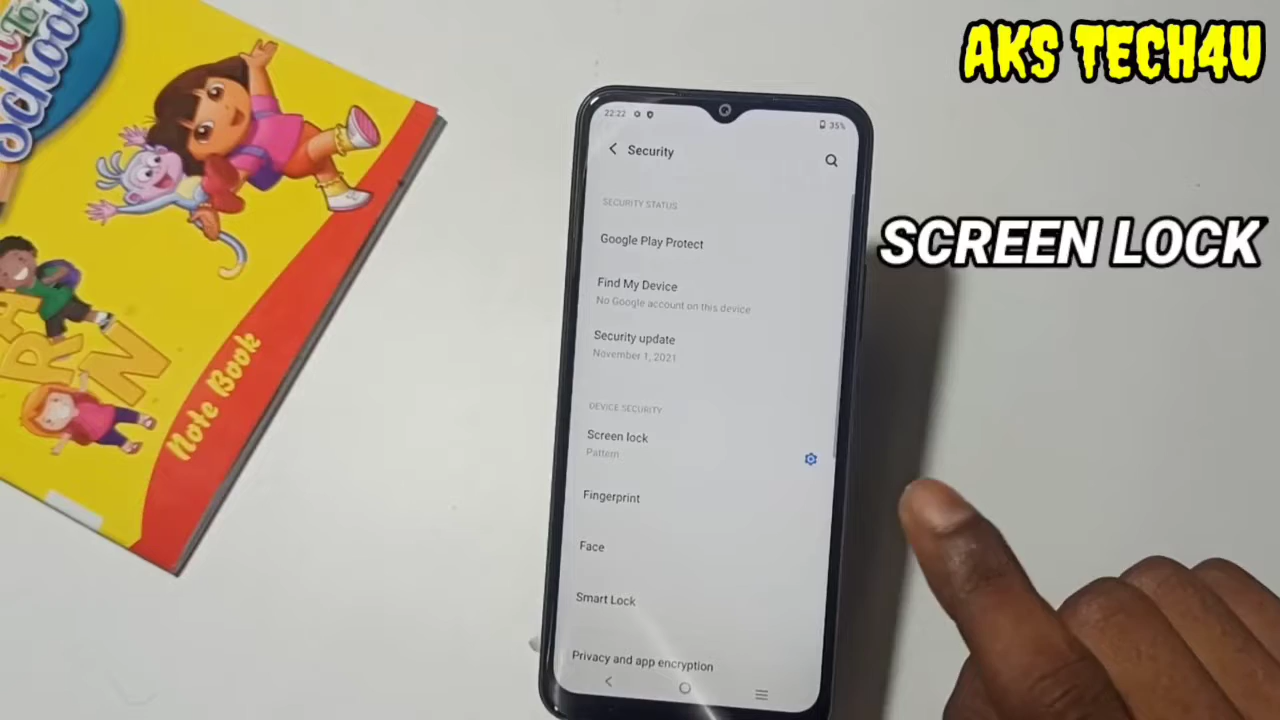 To
School
ARAN
Note Book
AKS TECH4U
SCREEN LOCK
22:22
35%
Security
SECURITY STATUS
Google Play Protect
Find My Device
No Google account on this device
Security update
November 1, 2021
DEVICE SECURITY
Screen lock
Pattern
Fingerprint
Face
Smart Lock
Privacy and app encryption